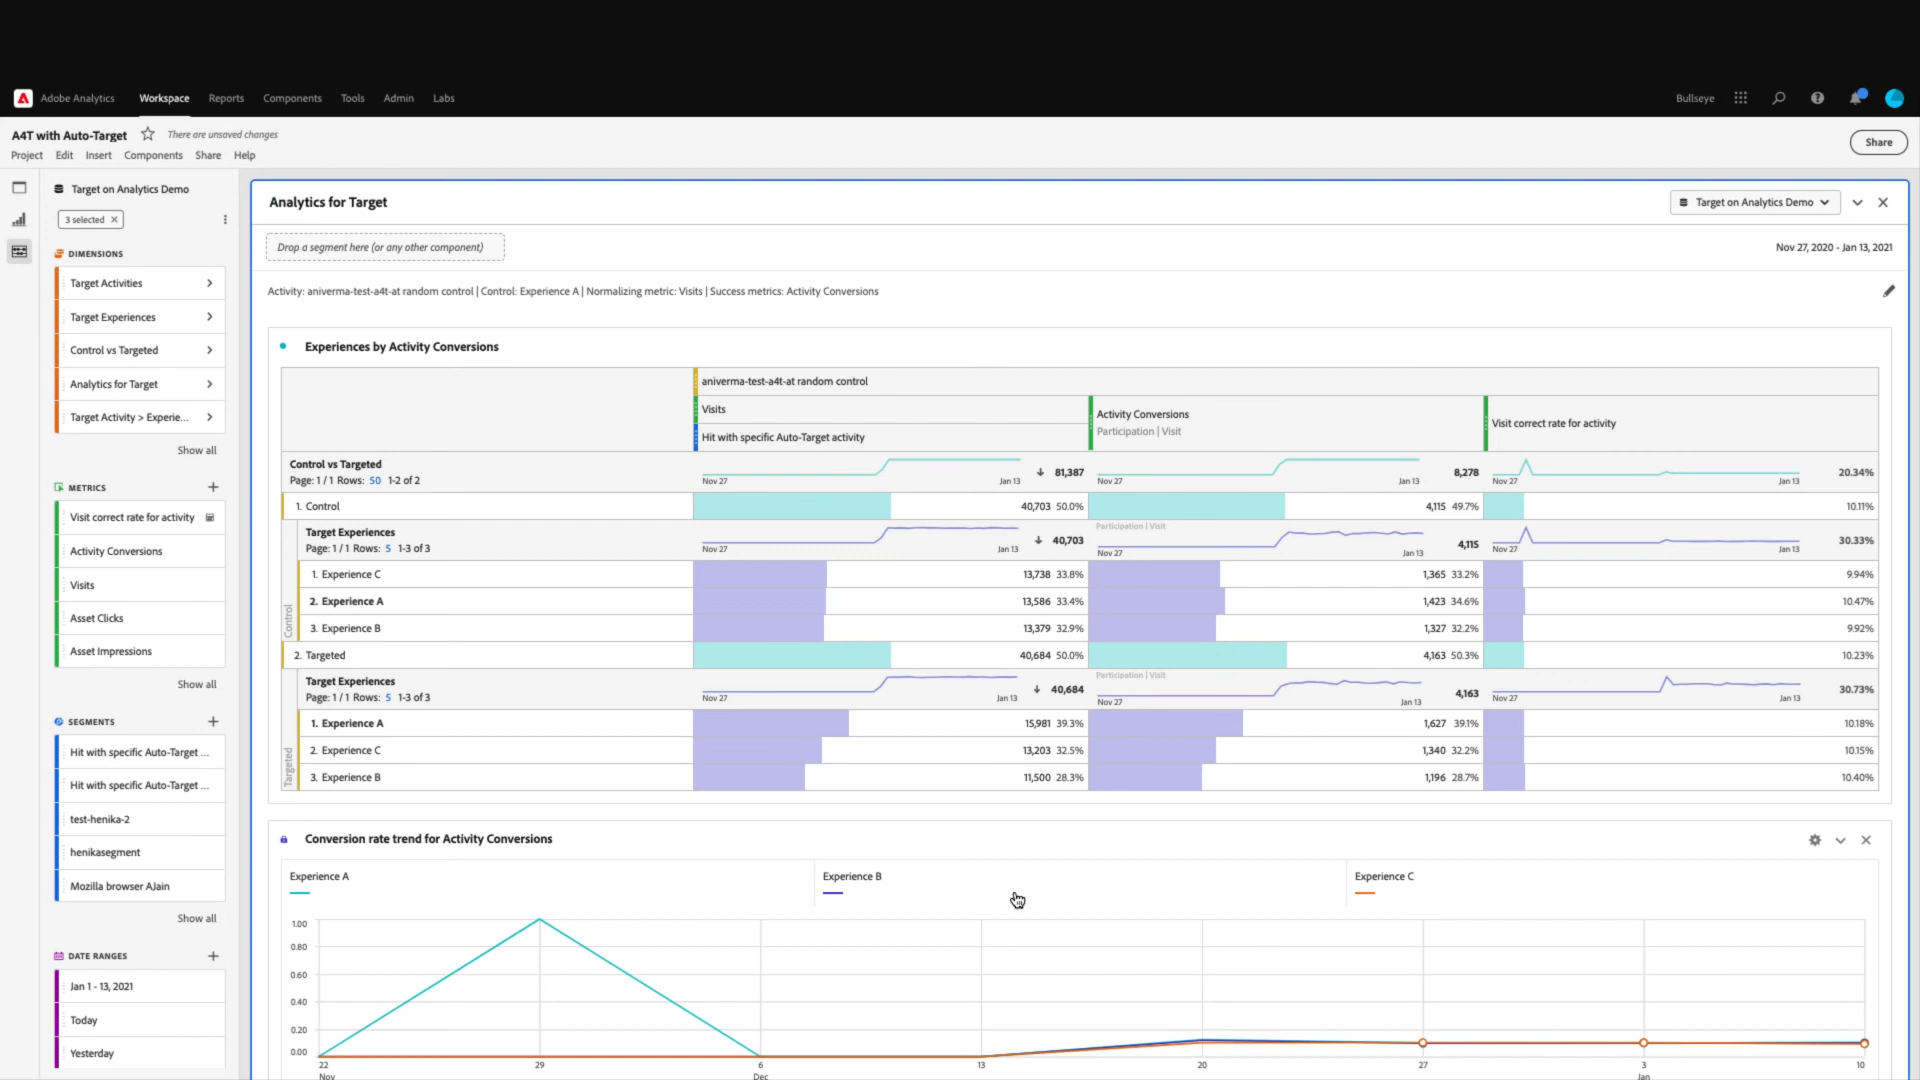 Adobe Analytics Workspace Reports Components Tools Admin Labs Bullseye
A4T with Auto-Target There are unsaved changes
Project Edit Insert Components Share Help
Share
Target on Analytics Demo
3 selected
DIMENSIONS
Target Activities
Target Experiences
Control vs Targeted
Analytics for Target
Target Activity > Experie...
Show all
METRICS
Visit correct rate for activity
Activity Conversions
Visits
Asset Clicks
Asset Impressions
Show all
SEGMENTS
Hit with specific Auto-Target ...
Hit with specific Auto-Target ...
test-henika-2
henikasegment
Mozilla browser AJain
Show all
DATE RANGES
Jan 1 - 13, 2021
Today
Yesterday
Analytics for Target
Target on Analytics Demo
Drop a segment here (or any other component)
Nov 27, 2020 - Jan 13, 2021
Activity: aniverma-test-a4t-at random control | Control: Experience A | Normalizing metric: Visits | Success metrics: Activity Conversions
Experiences by Activity Conversions
aniverma-test-a4t-at random control
Visits
Hit with specific Auto-Target activity
Activity Conversions
Participation | Visit
Visit correct rate for activity
Control vs Targeted
Page: 1 / 1 Rows: 50 1-2 of 2
Nov 27 Jan 13 81,387 Nov 27 Jan 13 8,278 Nov 27 Jan 13 20.34%
1. Control 40,703 50.0% 4,115 49.7% 10.11%
Control
Target Experiences
Page: 1 / 1 Rows: 5 1-3 of 3
Nov 27 Jan 13 40,703 Participation | Visit Nov 27 Jan 13 4,115 Nov 27 Jan 13 30.33%
1. Experience C 13,738 33.8% 1,365 33.2% 9.94%
2. Experience A 13,586 33.4% 1,423 34.6% 10.47%
3. Experience B 13,379 32.9% 1,327 32.2% 9.92%
2. Targeted 40,684 50.0% 4,163 50.3% 10.23%
Targeted
Target Experiences
Page: 1 / 1 Rows: 5 1-3 of 3
Nov 27 Jan 13 40,684 Participation | Visit Nov 27 Jan 13 4,163 Nov 27 Jan 13 30.73%
1. Experience A 15,981 39.3% 1,627 39.1% 10.18%
2. Experience C 13,203 32.5% 1,340 32.2% 10.15%
3. Experience B 11,500 28.3% 1,196 28.7% 10.40%
Conversion rate trend for Activity Conversions
Experience A Experience B Experience C
1.00
0.80
0.60
0.40
0.20
0.00
22 29 6 13 20 27 3 10
Nov Dec Jan